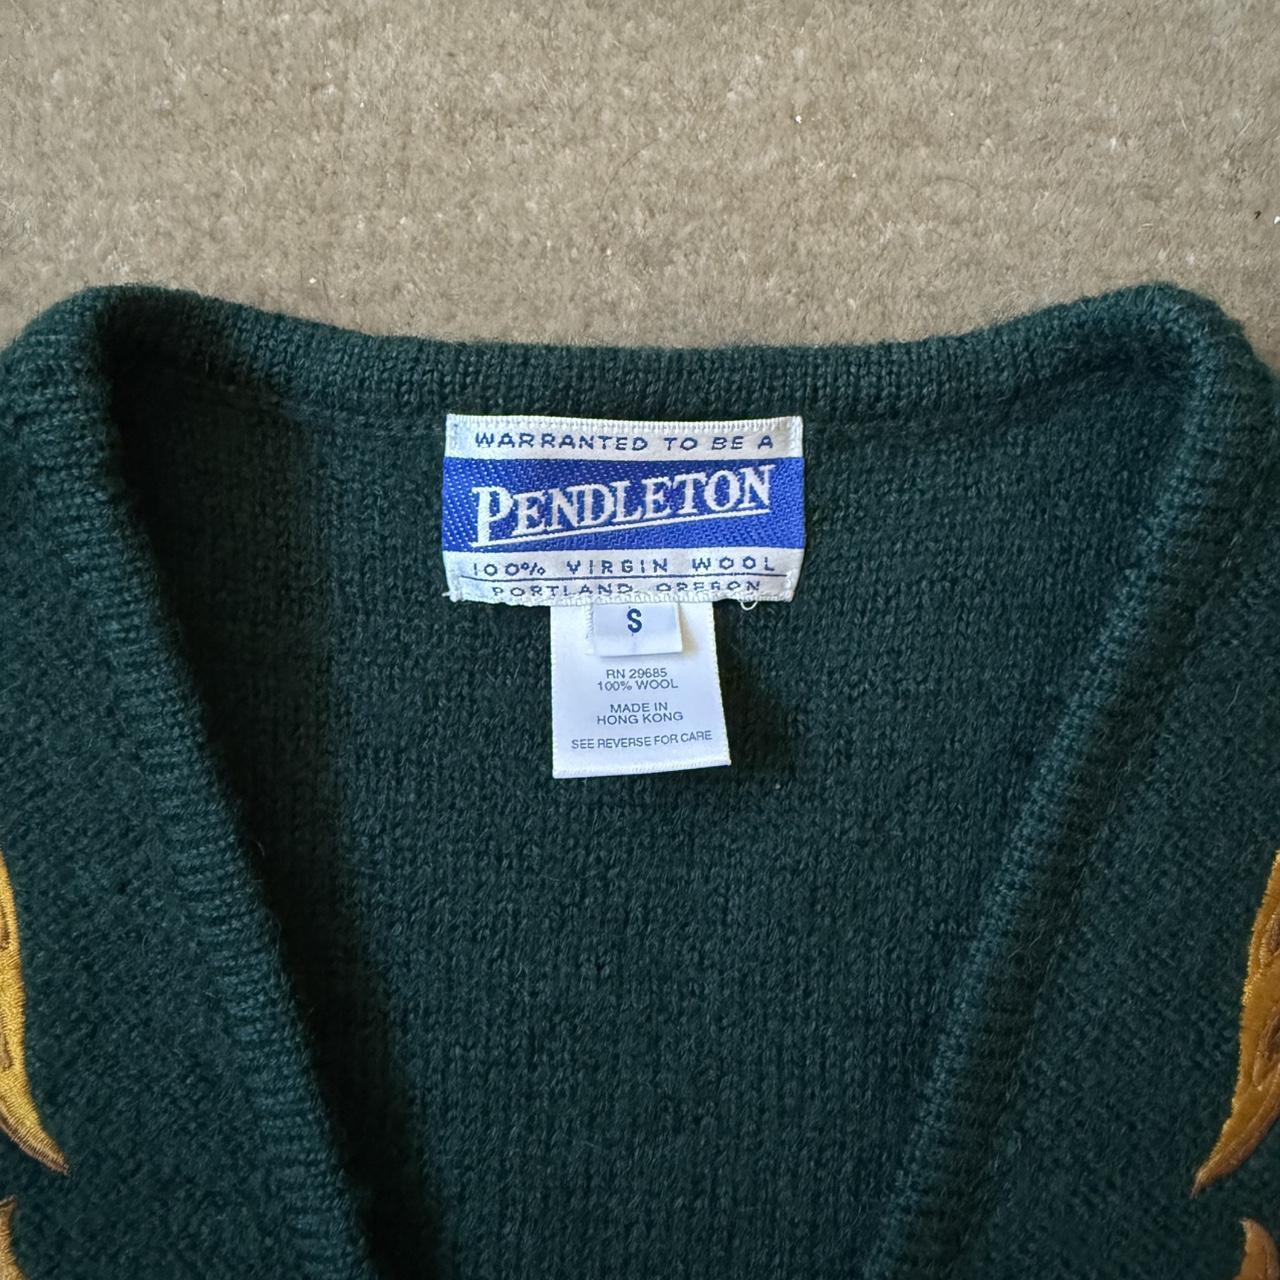 WARRANTED TO BE A
PENDLETON
100% VIRGIN WOOL
PORTLAND, OREGON
S
RN 29685
100% WOOL
MADE IN
HONG KONG
SEE REVERSE FOR CARE